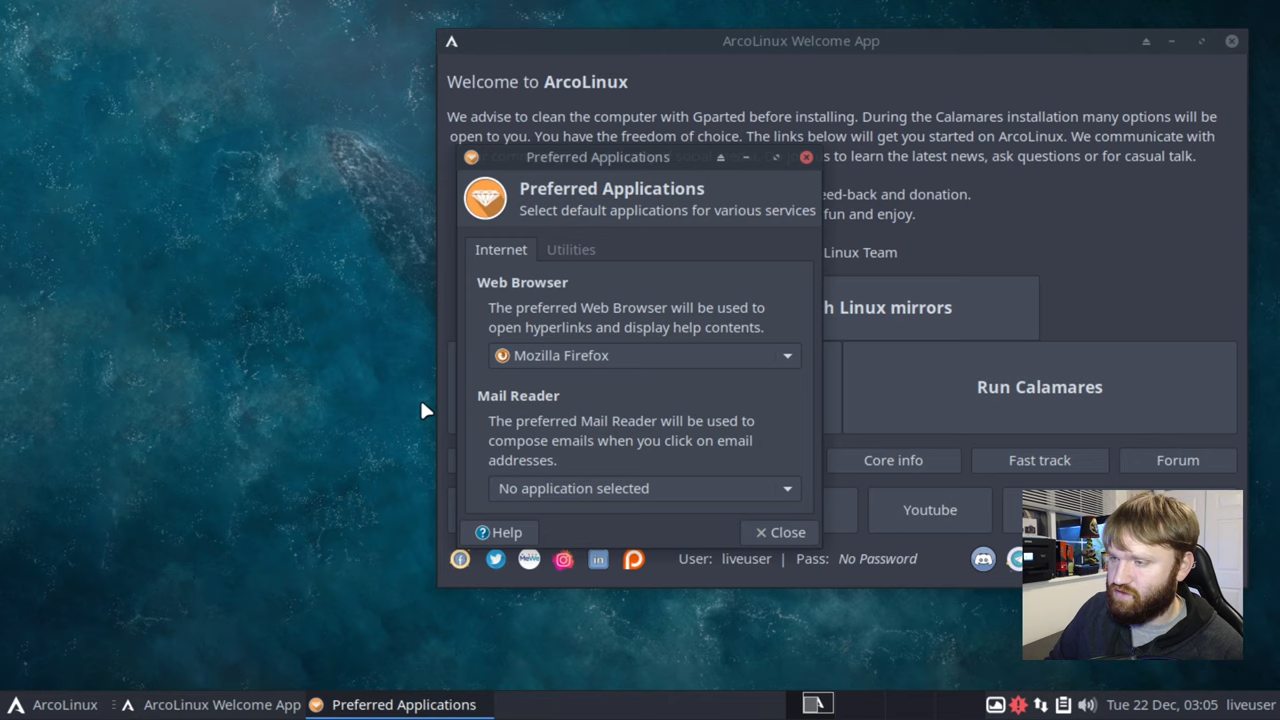 ArcoLinux Welcome App
Welcome to ArcoLinux
We advise to clean the computer with Gparted before installing. During the Calamares installation many options will be
open to you. You have the freedom of choice. The links below will get you started on ArcoLinux. We communicate with
s to learn the latest news, ask questions or for casual talk.
eed-back and donation.
fun and enjoy.
Linux Team
h Linux mirrors
Run Calamares
Core info
Fast track
Forum
Youtube
User: liveuser | Pass: No Password
Preferred Applications
Preferred Applications
Select default applications for various services
Internet
Utilities
Web Browser
The preferred Web Browser will be used to
open hyperlinks and display help contents.
Mozilla Firefox
Mail Reader
The preferred Mail Reader will be used to
compose emails when you click on email
addresses.
No application selected
Help
Close
MeWe
in
ArcoLinux
ArcoLinux Welcome App
Preferred Applications
Tue 22 Dec, 03:05
liveuser